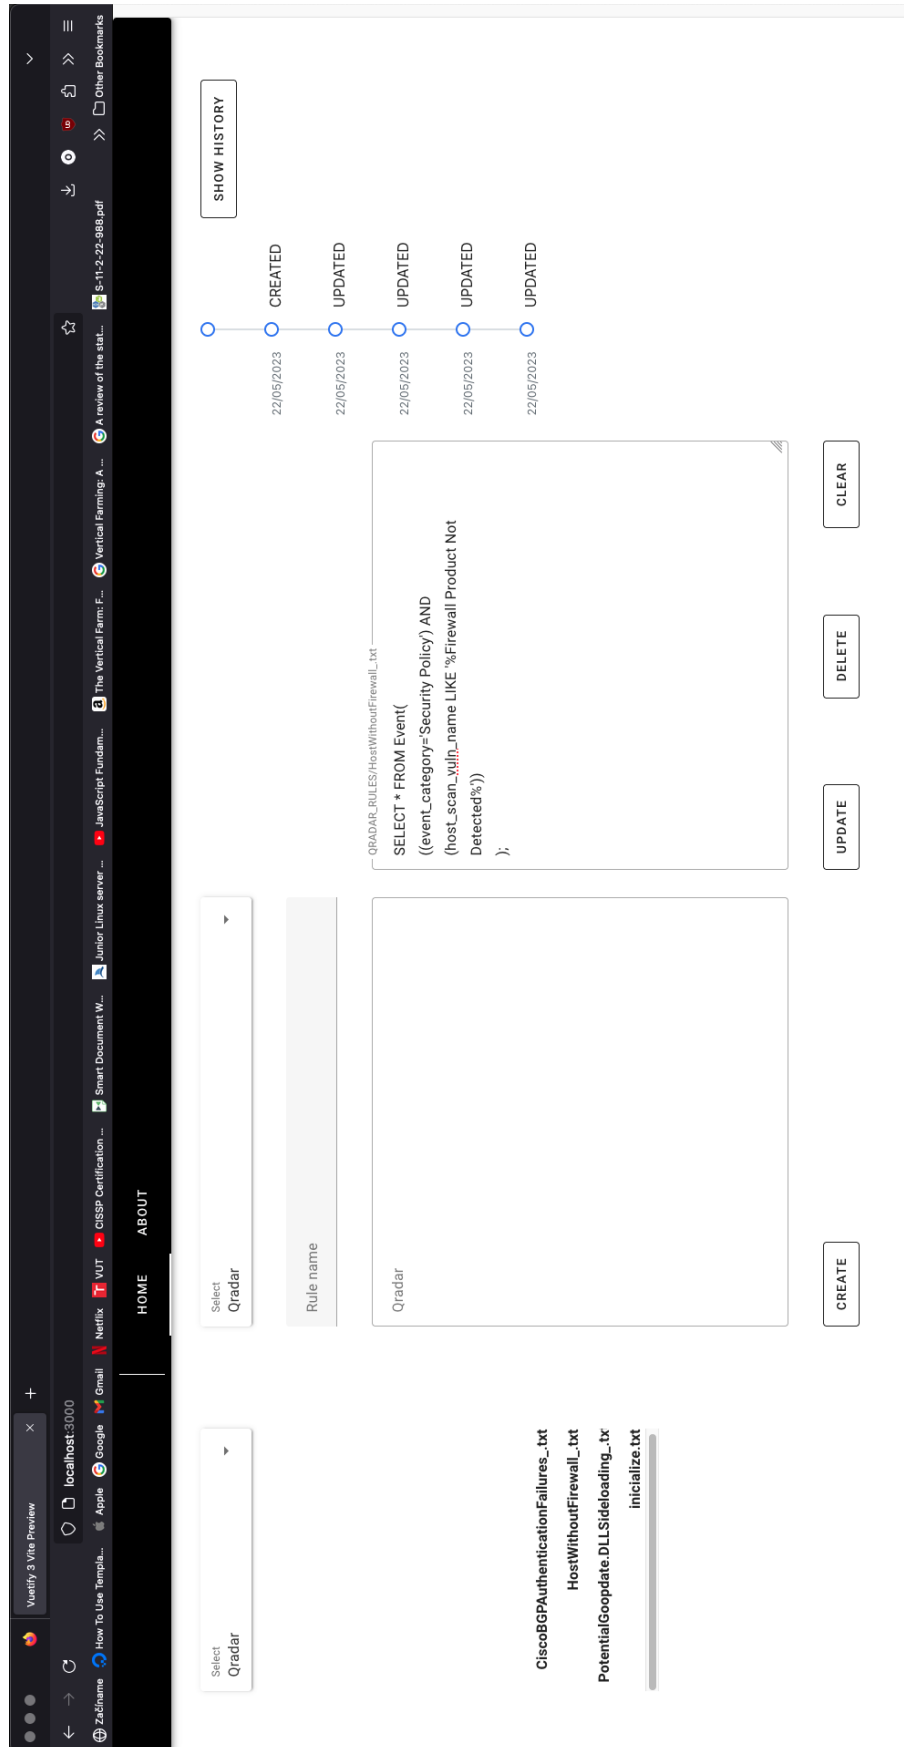 Vuetify 3 Vite Preview
localhost:3000
Začíname
How To Use Templa...
Apple
Google
Gmail
Netflix
VUT
CISSP Certification ...
Smart Document W...
Junior Linux server ...
JavaScript Fundam...
The Vertical Farm: F...
Vertical Farming: A ...
A review of the stat...
S-11-2-22-988.pdf
Other Bookmarks
HOME
ABOUT
Select
Qradar
CiscoBGPAuthenticationFailures_.txt
HostWithoutFirewall_.txt
PotentialGoopdate.DLLSideloading_.tx
inicialize.txt
Select
Qradar
Rule name
Qradar
CREATE
QRADAR_RULES/HostWithoutFirewall_.txt
SELECT * FROM Event(
((event_category='Security Policy') AND
(host_scan_vuln_name LIKE '%Firewall Product Not
Detected%'))
);
UPDATE
DELETE
CLEAR
22/05/2023 CREATED
22/05/2023 UPDATED
22/05/2023 UPDATED
22/05/2023 UPDATED
22/05/2023 UPDATED
SHOW HISTORY